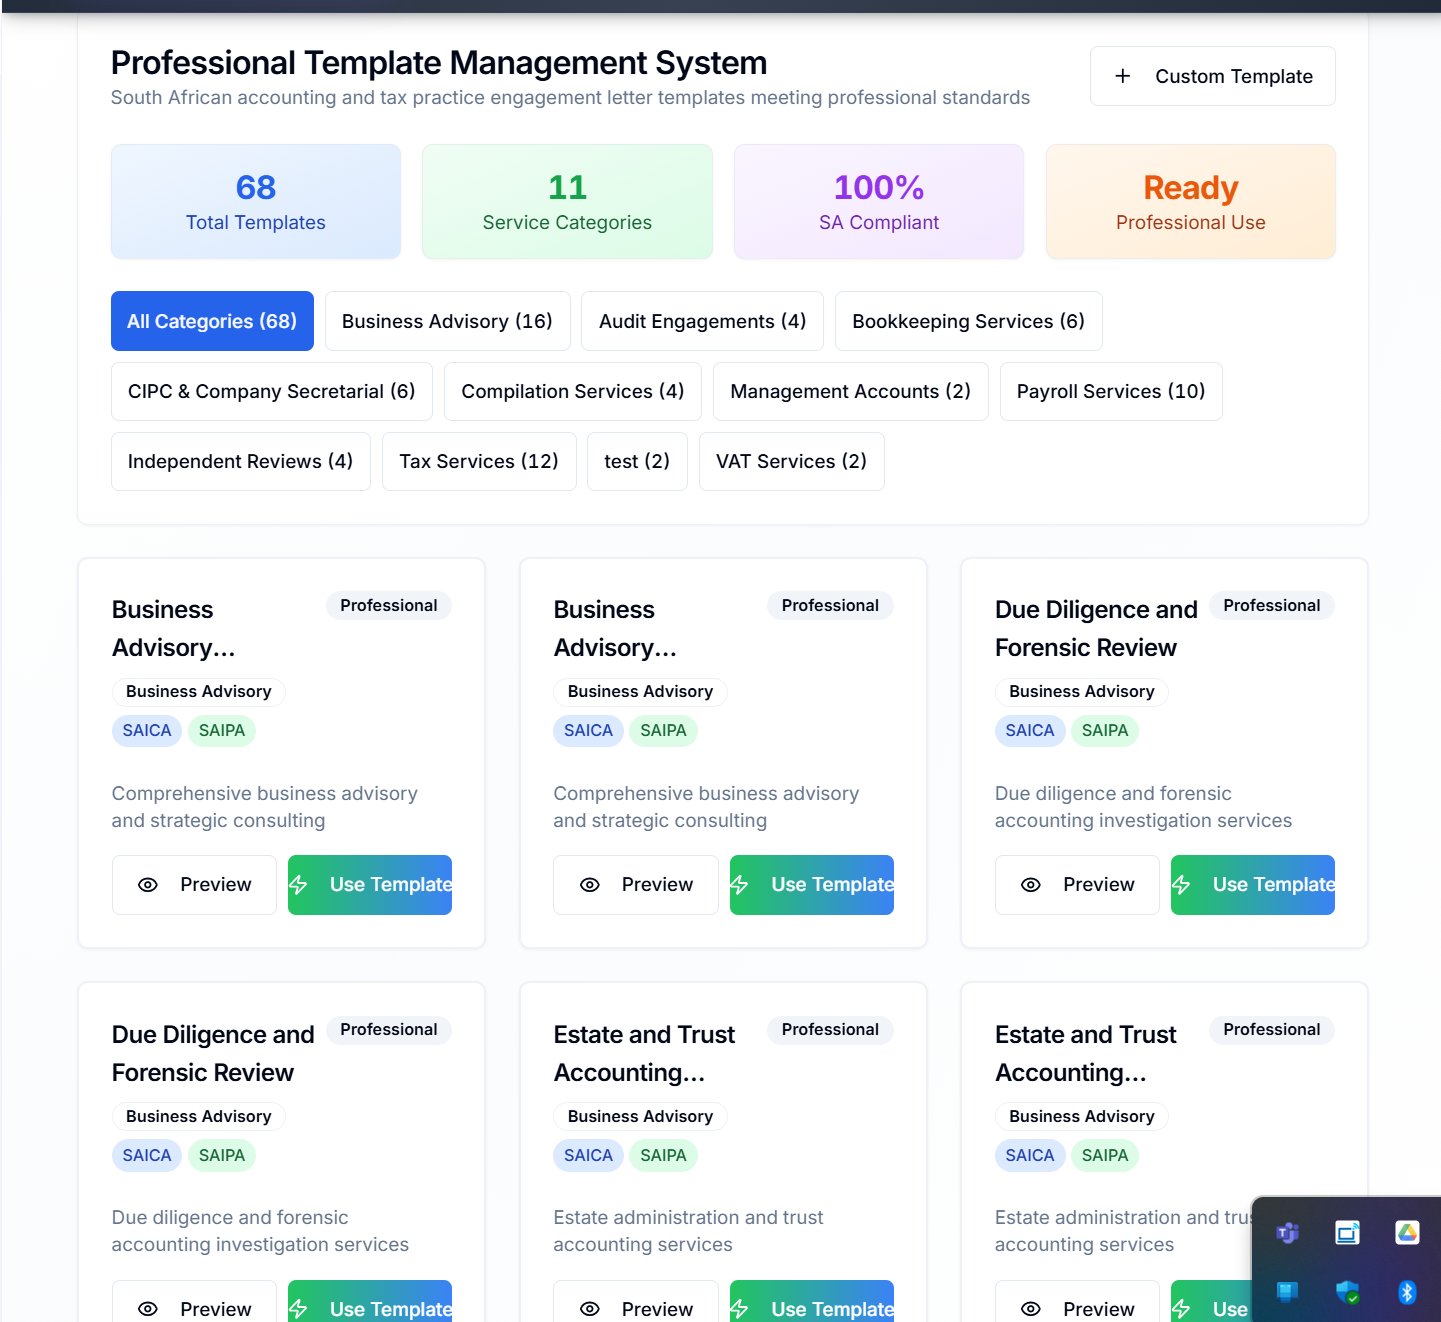 Professional Template Management System
South African accounting and tax practice engagement letter templates meeting professional standards
Custom Template
68
Total Templates
11
Service Categories
100%
SA Compliant
Ready
Professional Use
All Categories (68)
Business Advisory (16)
Audit Engagements (4)
Bookkeeping Services (6)
CIPC & Company Secretarial (6)
Compilation Services (4)
Management Accounts (2)
Payroll Services (10)
Independent Reviews (4)
Tax Services (12)
test (2)
VAT Services (2)
Business
Advisory...
Professional
Business Advisory
SAICA
SAIPA
Comprehensive business advisory
and strategic consulting
Preview
Use Template
Business
Advisory...
Professional
Business Advisory
SAICA
SAIPA
Comprehensive business advisory
and strategic consulting
Preview
Use Template
Due Diligence and
Forensic Review
Professional
Business Advisory
SAICA
SAIPA
Due diligence and forensic
accounting investigation services
Preview
Use Template
Due Diligence and
Forensic Review
Professional
Business Advisory
SAICA
SAIPA
Due diligence and forensic
accounting investigation services
Preview
Use Template
Estate and Trust
Accounting...
Professional
Business Advisory
SAICA
SAIPA
Estate administration and trust
accounting services
Preview
Use Template
Estate and Trust
Accounting...
Professional
Business Advisory
SAICA
SAIPA
Estate administration and
accounting services
Preview
Use